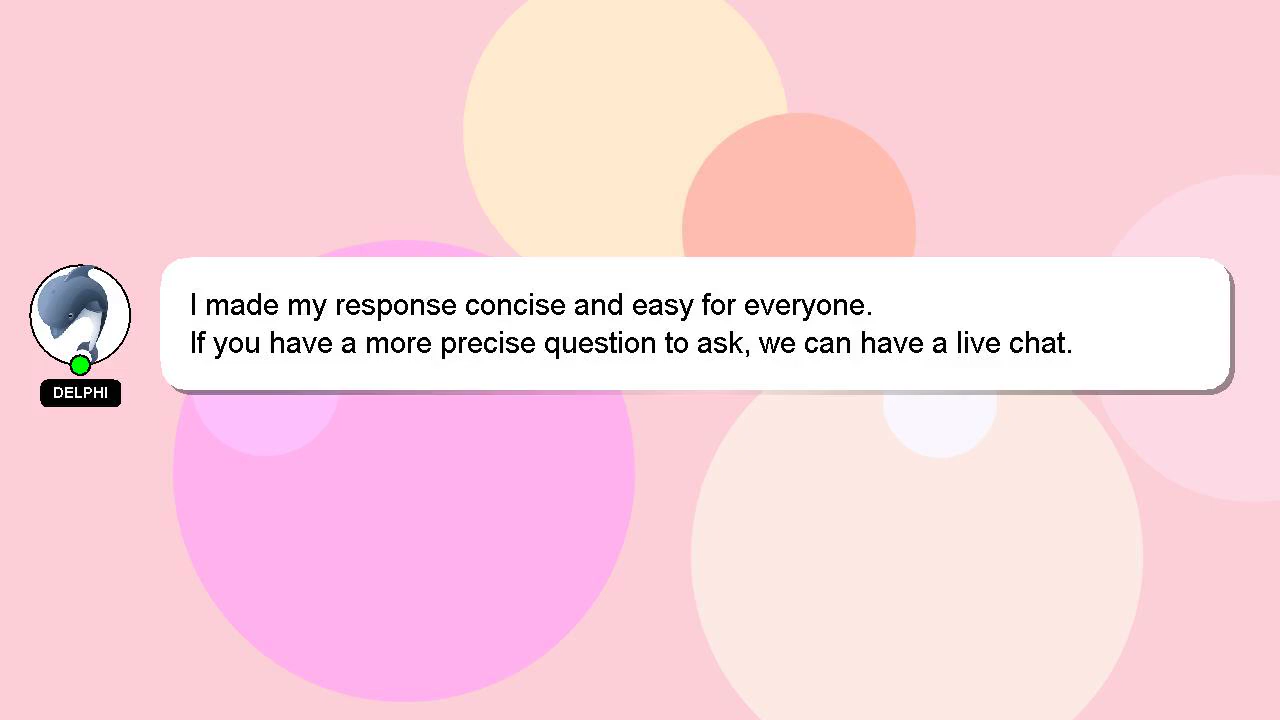 I made my response concise and easy for everyone.
If you have a more precise question to ask, we can have a live chat.
DELPHI